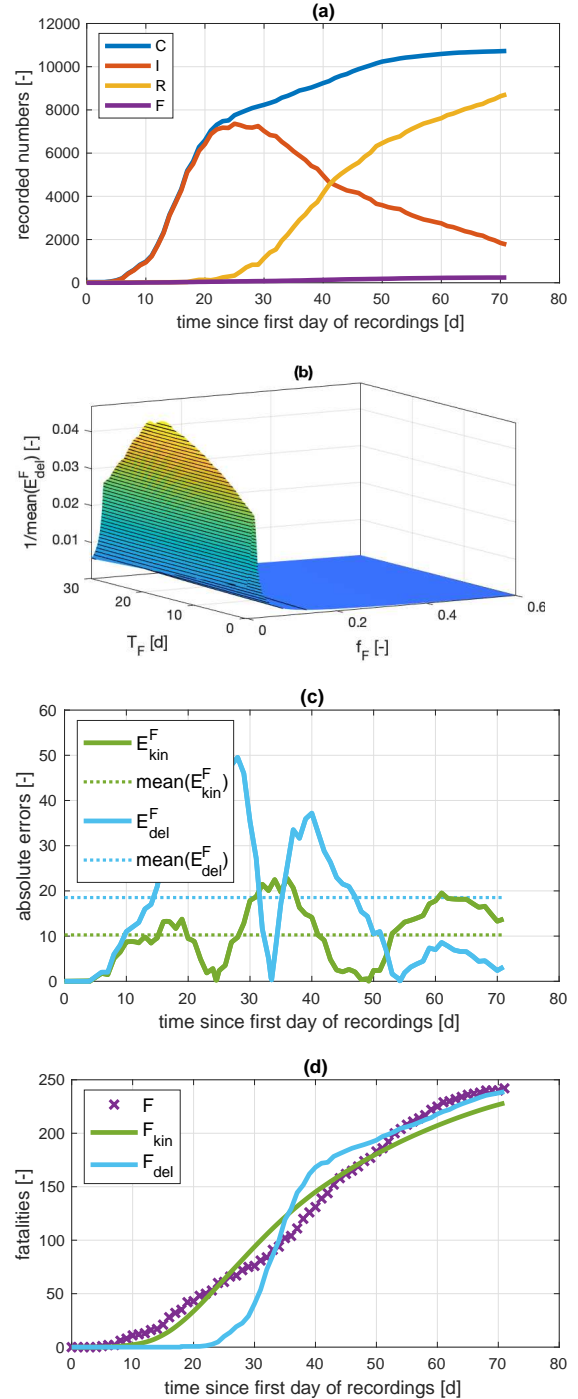 (a)
12000
10000
8000
6000
4000
2000
0
C
I
R
F
recorded numbers [-]
0 10 20 30 40 50 60 70 80
time since first day of recordings [d]
(b)
0.04
0.03
0.02
0.01
1/mean(E^F_del) [-]
30
20
10
0
T_F [d]
0
0.2
0.4
0.6
f_F [-]
(c)
60
50
40
30
20
10
0
E^F_kin
mean(E^F_kin)
E^F_del
mean(E^F_del)
absolute errors [-]
0 10 20 30 40 50 60 70 80
time since first day of recordings [d]
(d)
250
200
150
100
50
0
F
F_kin
F_del
fatalities [-]
0 10 20 30 40 50 60 70 80
time since first day of recordings [d]